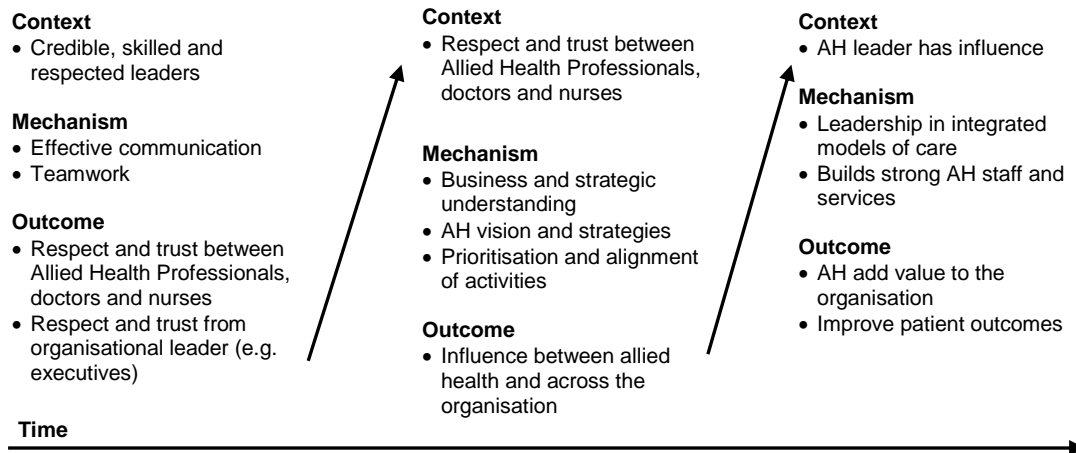 Context
• Credible, skilled and
respected leaders
Mechanism
• Effective communication
• Teamwork
Outcome
• Respect and trust between
Allied Health Professionals,
doctors and nurses
• Respect and trust from
organisational leader (e.g.
executives)
Context
• Respect and trust between
Allied Health Professionals,
doctors and nurses
Mechanism
• Business and strategic
understanding
• AH vision and strategies
• Prioritisation and alignment
of activities
Outcome
• Influence between allied
health and across the
organisation
Context
• AH leader has influence
Mechanism
• Leadership in integrated
models of care
• Builds strong AH staff and
services
Outcome
• AH add value to the
organisation
• Improve patient outcomes
Time